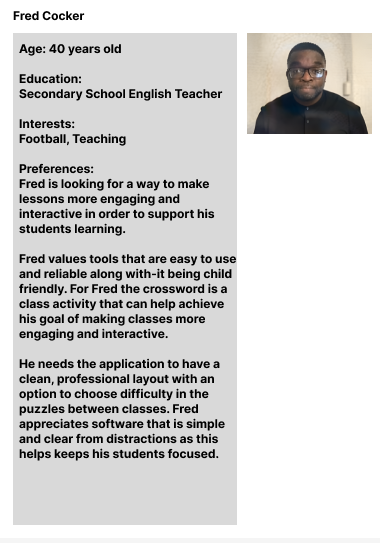 Fred Cocker
Age: 40 years old
Education:
Secondary School English Teacher
Interests:
Football, Teaching
Preferences:
Fred is looking for a way to make
lessons more engaging and
interactive in order to support his
students learning.
Fred values tools that are easy to use
and reliable along with-it being child
friendly. For Fred the crossword is a
class activity that can help achieve
his goal of making classes more
engaging and interactive.
He needs the application to have a
clean, professional layout with an
option to choose difficulty in the
puzzles between classes. Fred
appreciates software that is simple
and clear from distractions as this
helps keeps his students focused.